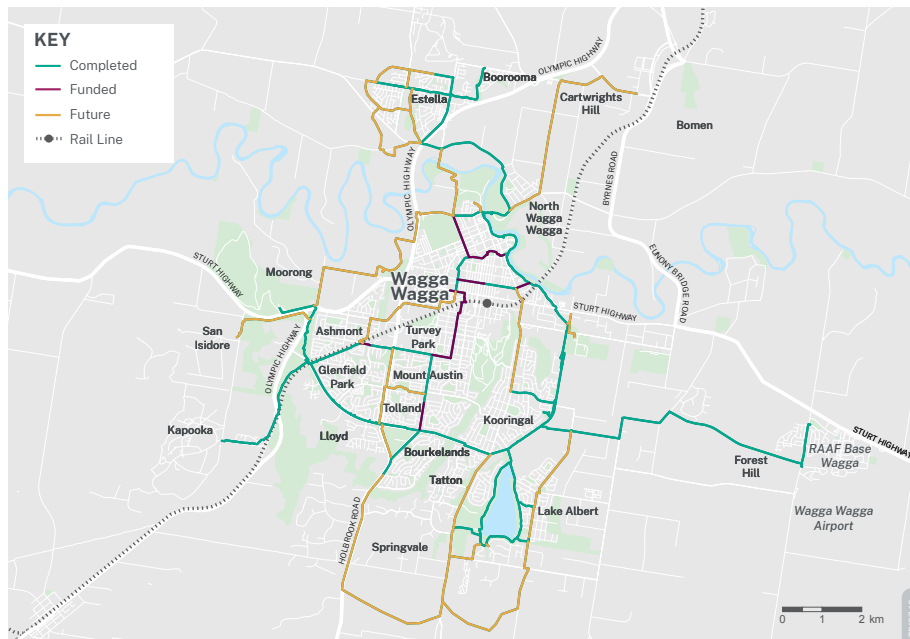 KEY
Completed
Funded
Future
Rail Line
Boorooma
OLYMPIC HIGHWAY
Estella
Cartwrights
Hill
Bomen
OLYMPIC HIGHWAY
BYRNES ROAD
North
Wagga
Wagga
STURT HIGHWAY
Moorong
EUNONY BRIDGE ROAD
Wagga
Wagga
STURT HIGHWAY
San
Isidore
OLYMPIC HIGHWAY
Ashmont
Turvey
Park
Glenfield
Park
Mount Austin
Tolland
Kooringal
Kapooka
Lloyd
Bourkelands
STURT HIGHWAY
RAAF Base
Wagga
Forest
Hill
Tatton
HOLBROOK ROAD
Lake Albert
Wagga Wagga
Airport
Springvale
0 1 2 km